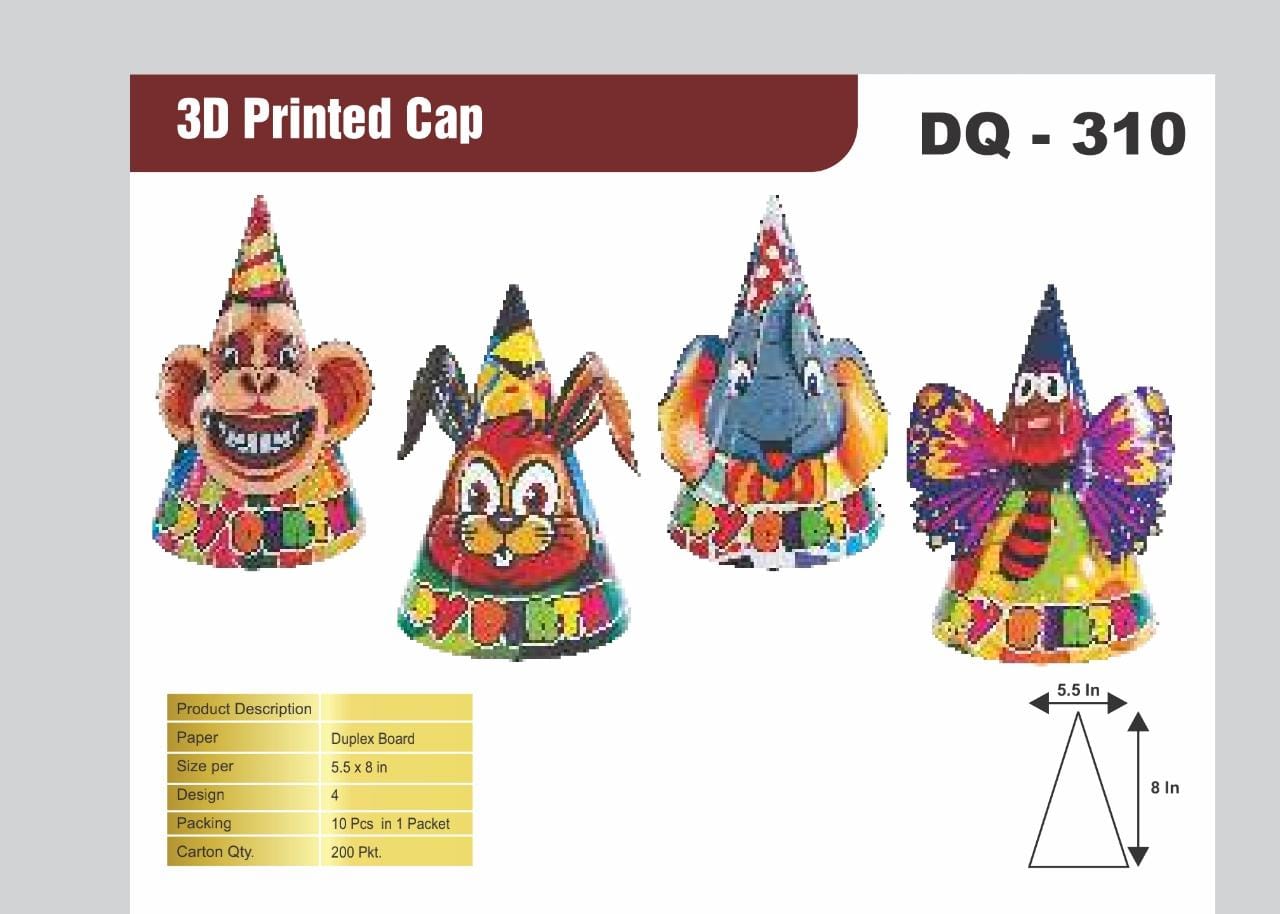 3D Printed Cap
DQ - 310
Product Description
Paper Duplex Board
Size per 5.5 x 8 in
Design 4
Packing 10 Pcs in 1 Packet
Carton Qty. 200 Pkt.
5.5 In
8 In